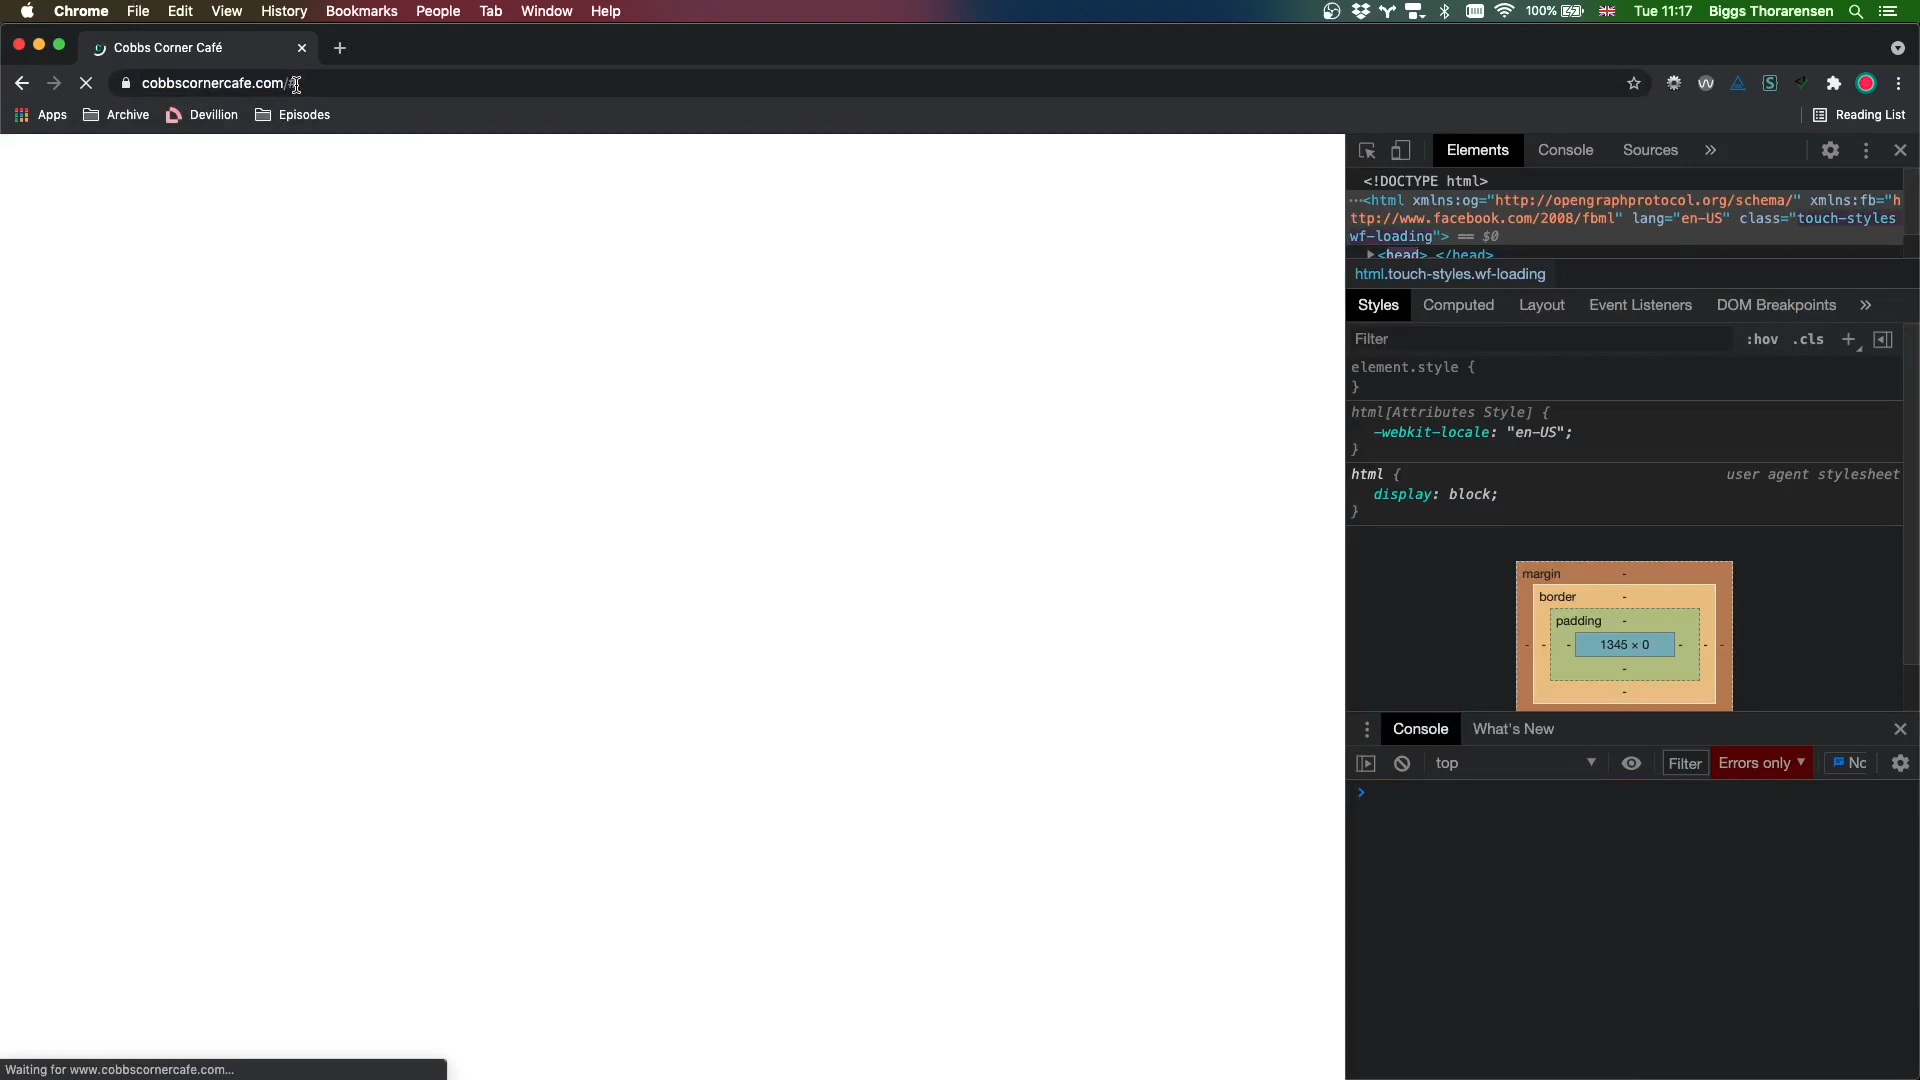 Chrome File Edit View History Bookmarks People Tab Window Help 100% Tue 11:17 Biggs Thorarensen
Cobbs Corner Café
cobbscornercafe.com/#
Apps Archive Devillion Episodes Reading List
Elements Console Sources »
<!DOCTYPE html>
…<html xmlns:og="http://opengraphprotocol.org/schema/" xmlns:fb="h
ttp://www.facebook.com/2008/fbml" lang="en-US" class="touch-styles
wf-loading"> == $0
<head> </head>
html.touch-styles.wf-loading
Styles Computed Layout Event Listeners DOM Breakpoints »
Filter :hov .cls +
element.style {
}
html[Attributes Style] {
-webkit-locale: "en-US";
}
html { user agent stylesheet
display: block;
}
margin -
border -
padding -
- - - 1345 × 0 - - -
-
-
Console What's New
top Filter Errors only No
›
Waiting for www.cobbscornercafe.com...